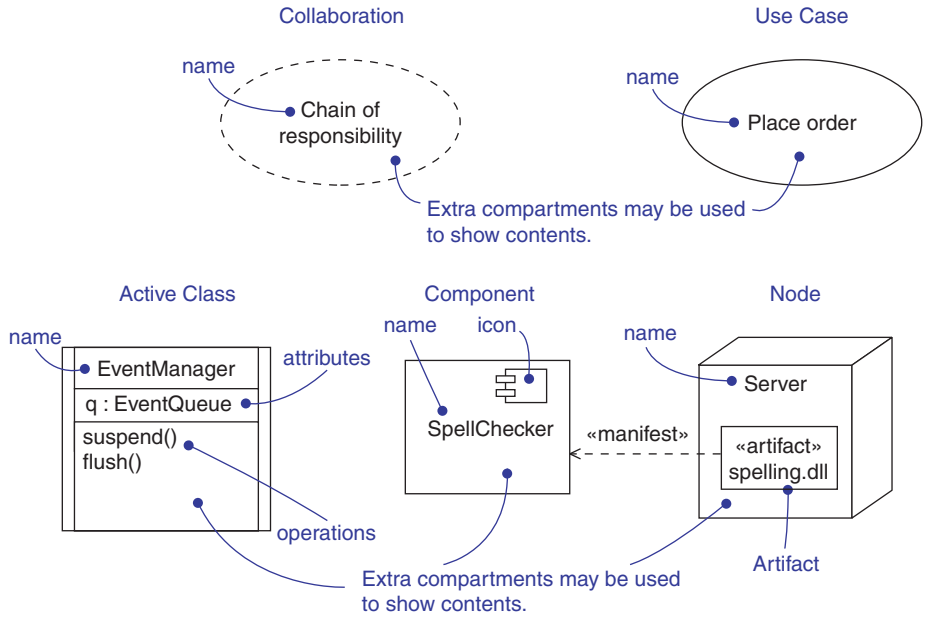 Collaboration
Use Case
name
name
Chain of
responsibility
Place order
Extra compartments may be used
to show contents.
Active Class
Component
Node
name
name
icon
name
attributes
EventManager
Server
q : EventQueue
SpellChecker
«manifest»
suspend()
flush()
«artifact»
spelling.dll
operations
Artifact
Extra compartments may be used
to show contents.